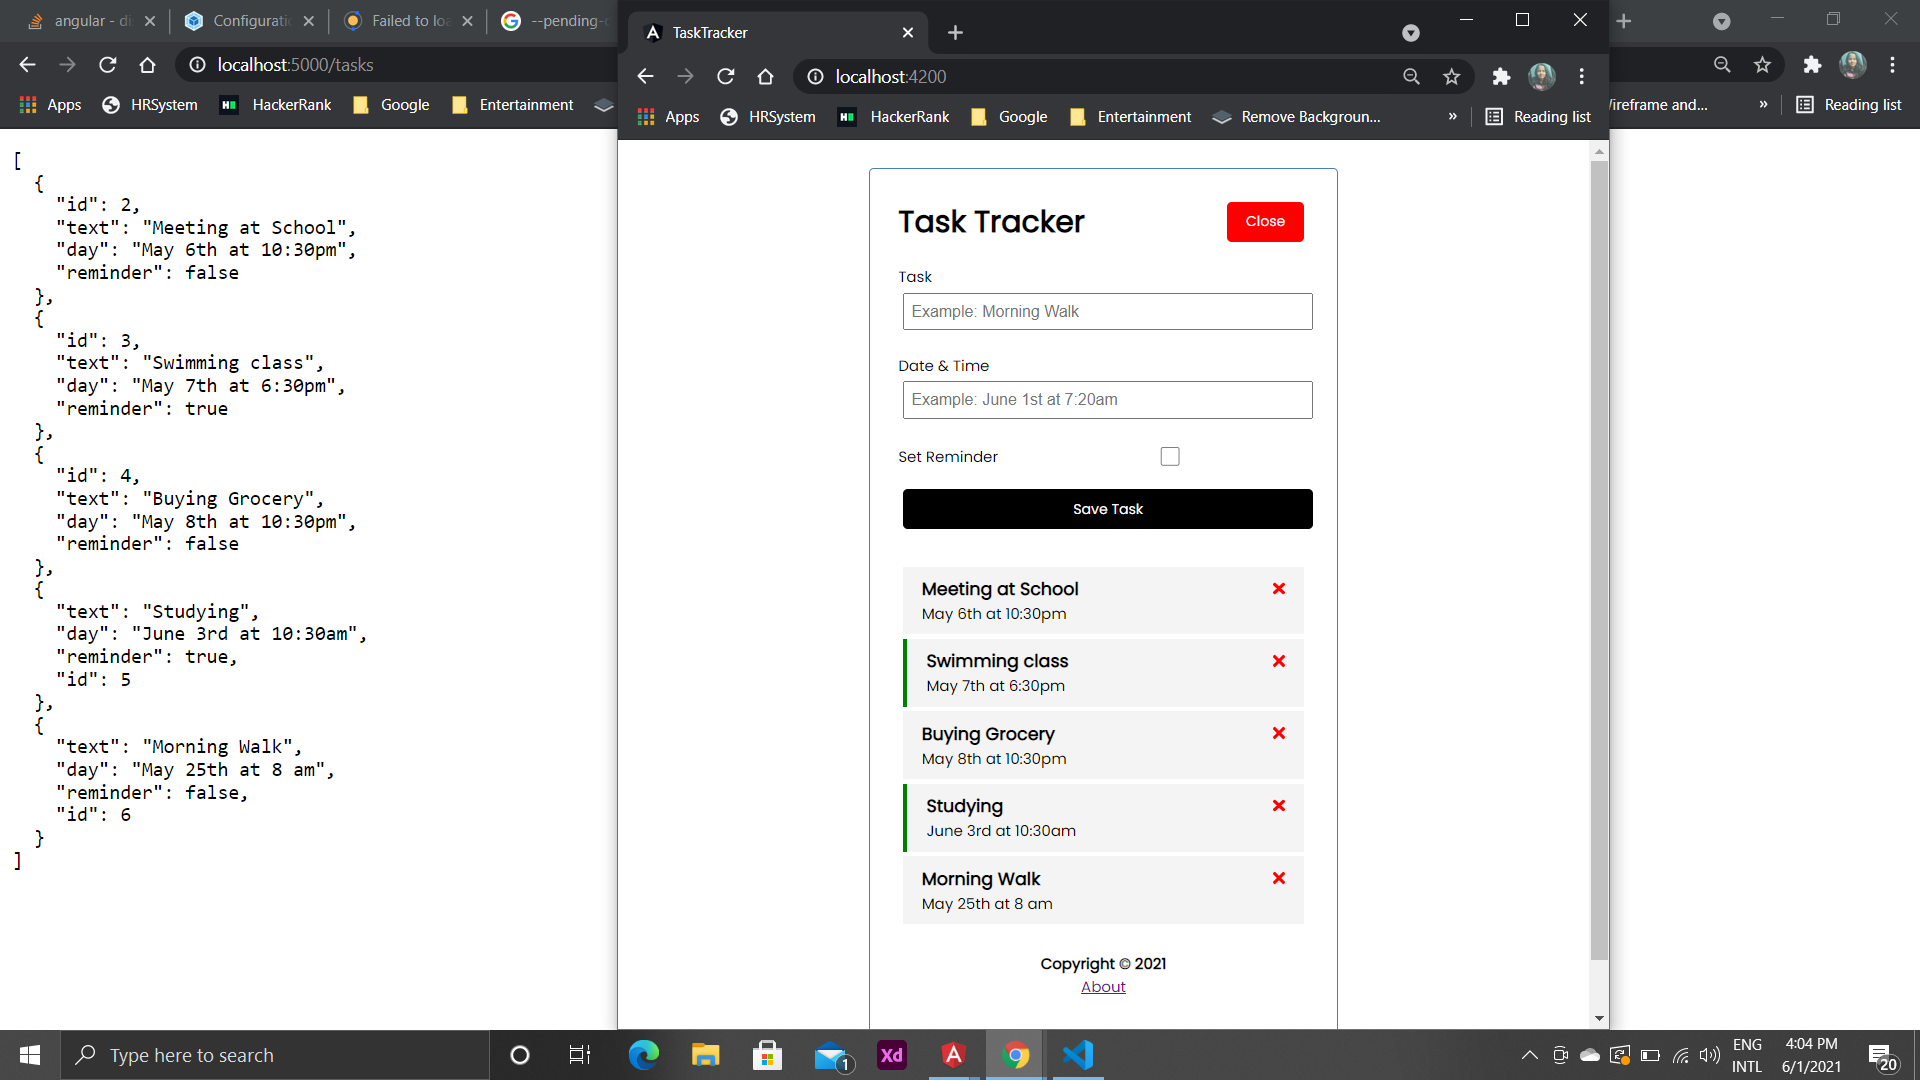 angular - di
Configuratio
Failed to loa
--pending-c
localhost:5000/tasks
Apps
HRSystem
HackerRank
Google
Entertainment
[
{
"id": 2,
"text": "Meeting at School",
"day": "May 6th at 10:30pm",
"reminder": false
},
{
"id": 3,
"text": "Swimming class",
"day": "May 7th at 6:30pm",
"reminder": true
},
{
"id": 4,
"text": "Buying Grocery",
"day": "May 8th at 10:30pm",
"reminder": false
},
{
"text": "Studying",
"day": "June 3rd at 10:30am",
"reminder": true,
"id": 5
},
{
"text": "Morning Walk",
"day": "May 25th at 8 am",
"reminder": false,
"id": 6
}
]
TaskTracker
localhost:4200
Apps
HRSystem
HackerRank
Google
Entertainment
Remove Backgroun...
»
Reading list
Task Tracker
Close
Task
Example: Morning Walk
Date & Time
Example: June 1st at 7:20am
Set Reminder
Save Task
Meeting at School
May 6th at 10:30pm
Swimming class
May 7th at 6:30pm
Buying Grocery
May 8th at 10:30pm
Studying
June 3rd at 10:30am
Morning Walk
May 25th at 8 am
Copyright © 2021
About
Wireframe and...
»
Reading list
Type here to search
Xd
1
ENG
INTL
4:04 PM
6/1/2021
20